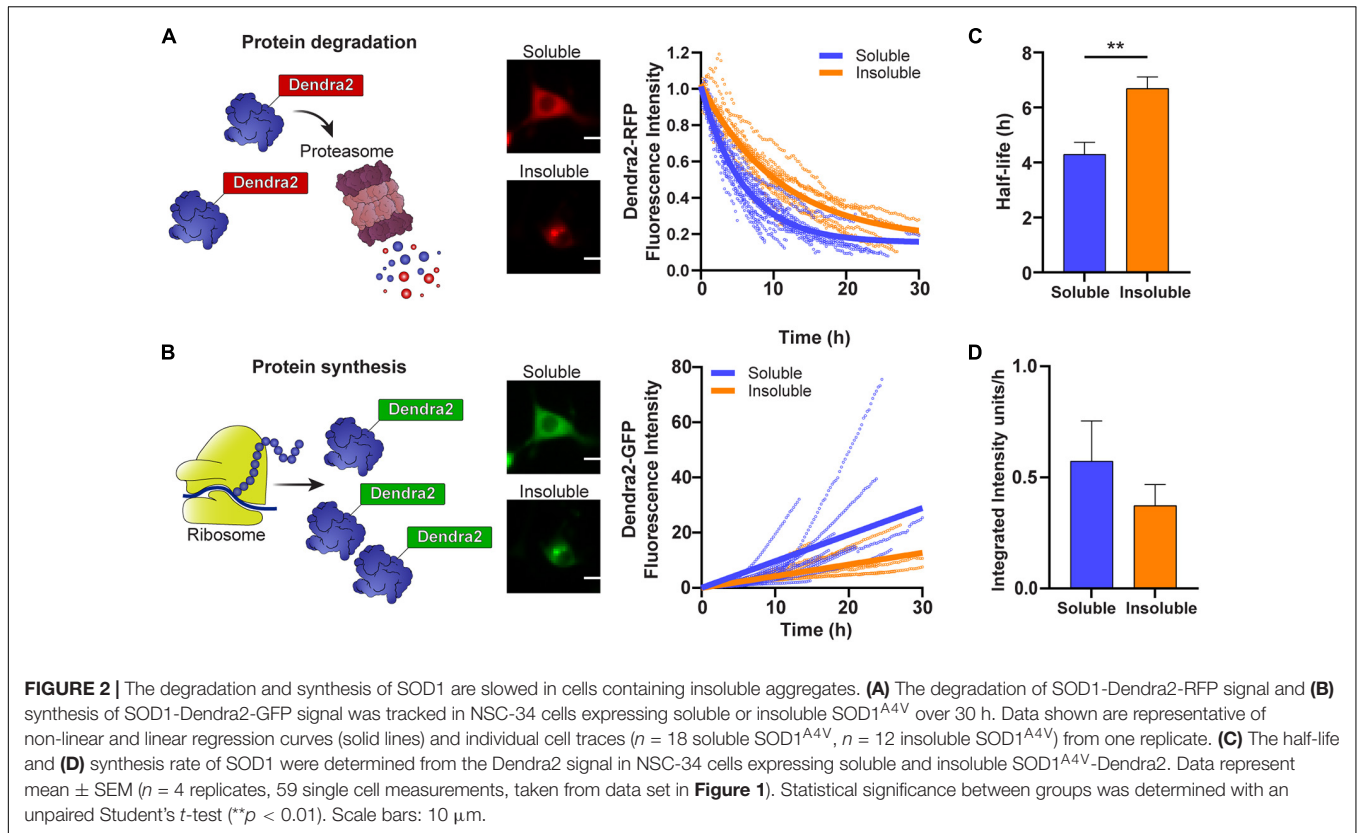 A
Protein degradation
Dendra2
Dendra2
Proteasome
Soluble
Insoluble
Dendra2-RFP
Fluorescence Intensity
1.2
1.0
0.8
0.6
0.4
0.2
0.0
0 10 20 30
Time (h)
Soluble
Insoluble
C
**
Half-life (h)
8
6
4
2
0
Soluble Insoluble
B
Protein synthesis
Ribosome
Dendra2
Dendra2
Dendra2
Soluble
Insoluble
Dendra2-GFP
Fluorescence Intensity
80
60
40
20
0
0 10 20 30
Time (h)
Soluble
Insoluble
D
Integrated Intensity units/h
1.0
0.5
0.0
Soluble Insoluble
FIGURE 2 | The degradation and synthesis of SOD1 are slowed in cells containing insoluble aggregates. (A) The degradation of SOD1-Dendra2-RFP signal and (B)
synthesis of SOD1-Dendra2-GFP signal was tracked in NSC-34 cells expressing soluble or insoluble SOD1ᴬ⁴ⱽ over 30 h. Data shown are representative of
non-linear and linear regression curves (solid lines) and individual cell traces (n = 18 soluble SOD1ᴬ⁴ⱽ, n = 12 insoluble SOD1ᴬ⁴ⱽ) from one replicate. (C) The half-life
and (D) synthesis rate of SOD1 were determined from the Dendra2 signal in NSC-34 cells expressing soluble and insoluble SOD1ᴬ⁴ⱽ-Dendra2. Data represent
mean ± SEM (n = 4 replicates, 59 single cell measurements, taken from data set in Figure 1). Statistical significance between groups was determined with an
unpaired Student's t-test (**p < 0.01). Scale bars: 10 μm.